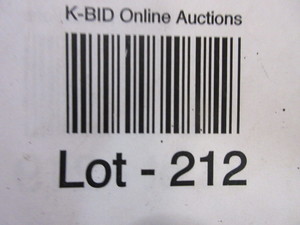 K-BID Online Auctions
Lot - 212